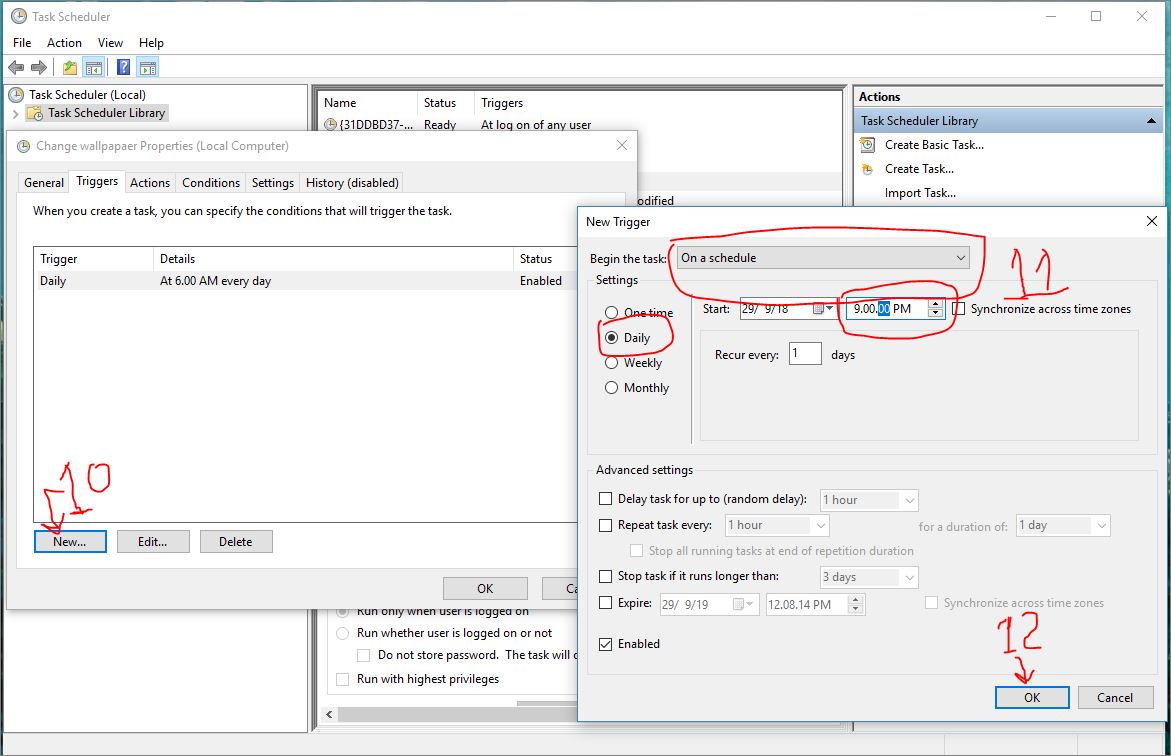 Task Scheduler
File Action View Help
Task Scheduler (Local)
Task Scheduler Library
Name Status Triggers
{31DDBD37-... Ready At log on of any user
Actions
Task Scheduler Library
Create Basic Task...
Create Task...
Import Task...
Change wallpapaer Properties (Local Computer)
General Triggers Actions Conditions Settings History (disabled)
When you create a task, you can specify the conditions that will trigger the task.
Trigger Details Status
Daily At 6.00 AM every day Enabled
10
New... Edit... Delete
OK Ca
odified
New Trigger
Begin the task: On a schedule
11
Settings
One time
Daily
Weekly
Monthly
Start: 29/ 9/18 9.00.00 PM Synchronize across time zones
Recur every: 1 days
Advanced settings
Delay task for up to (random delay): 1 hour
Repeat task every: 1 hour for a duration of: 1 day
Stop all running tasks at end of repetition duration
Stop task if it runs longer than: 3 days
Expire: 29/ 9/19 12.08.14 PM Synchronize across time zones
Enabled
12
OK Cancel
Run only when user is logged on
Run whether user is logged on or not
Do not store password. The task will
Run with highest privileges